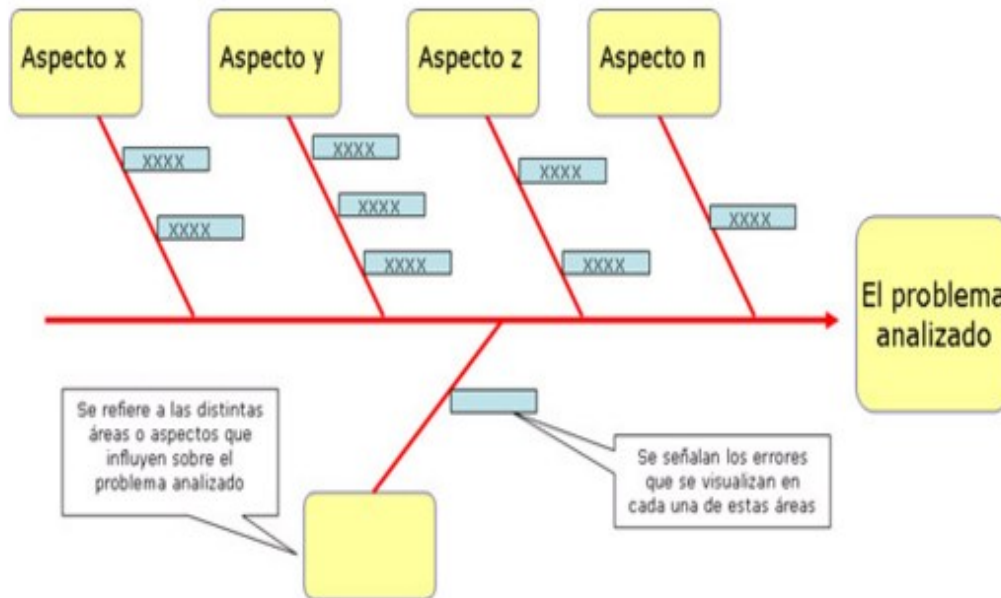 Aspecto x
Aspecto y
Aspecto z
Aspecto n
XXXX
XXXX
XXXX
XXXX
XXXX
XXXX
XXXX
XXXX
El problema
analizado
Se refiere a las distintas
áreas o aspectos que
influyen sobre el
problema analizado
Se señalan los errores
que se visualizan en
cada una de estas áreas